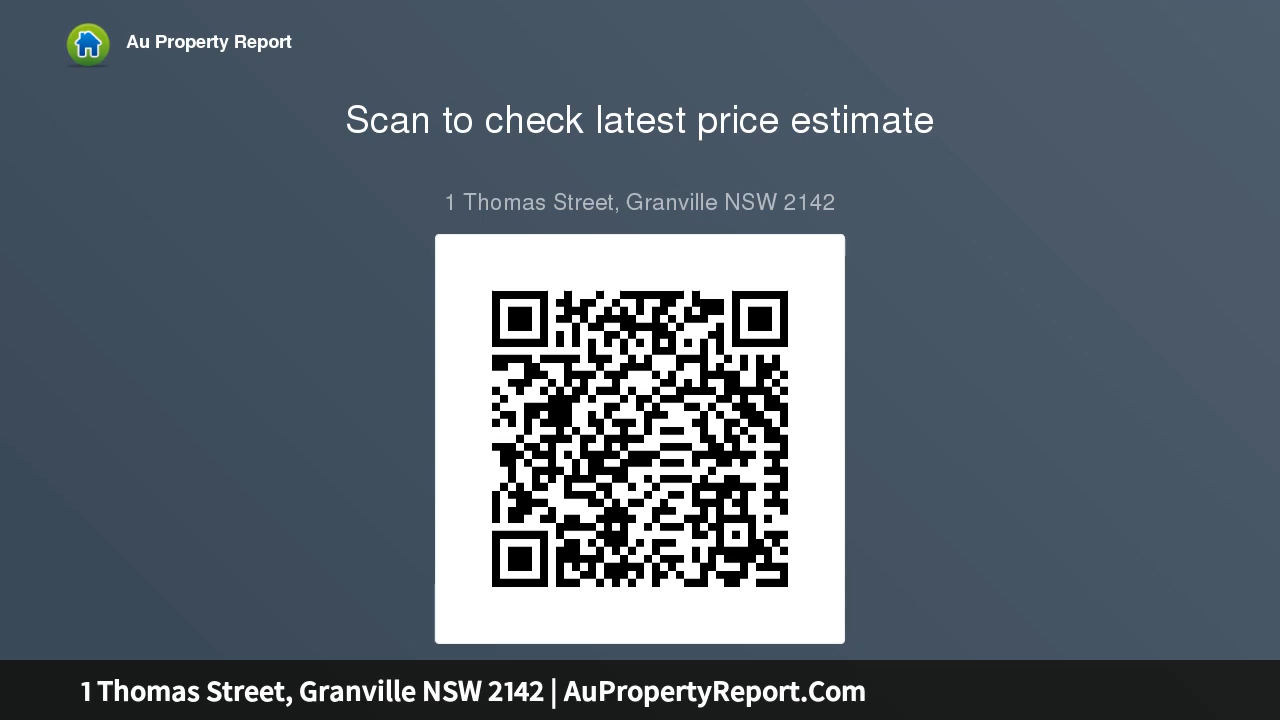 Au Property Report
Scan to check latest price estimate
1 Thomas Street, Granville NSW 2142
1 Thomas Street, Granville NSW 2142 | AuPropertyReport.Com